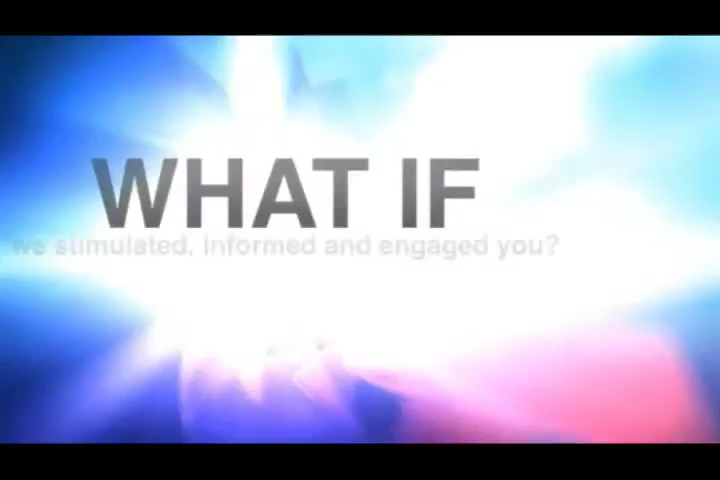 WHAT IF
we stimulated, informed and engaged you?